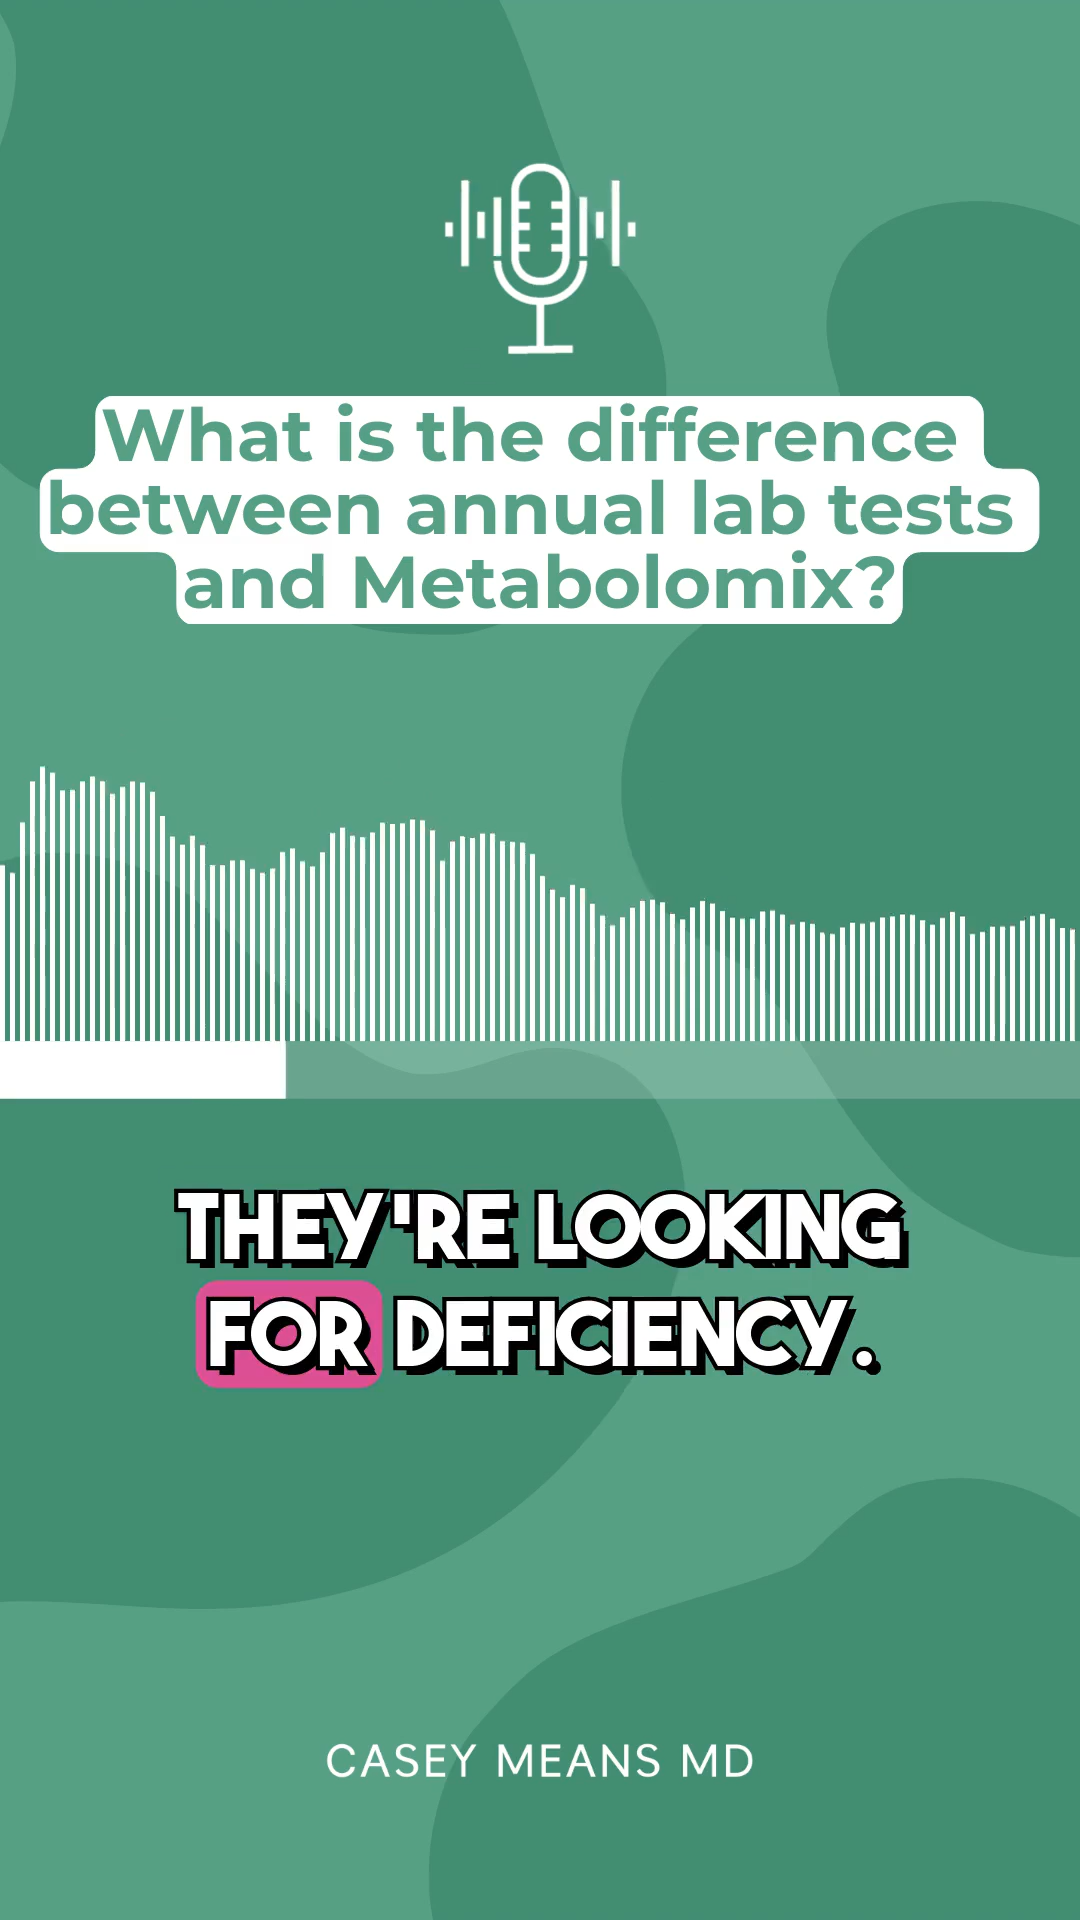 What is the difference
between annual lab tests
and Metabolomix?
THEY'RE LOOKING
FOR DEFICIENCY.
CASEY MEANS MD